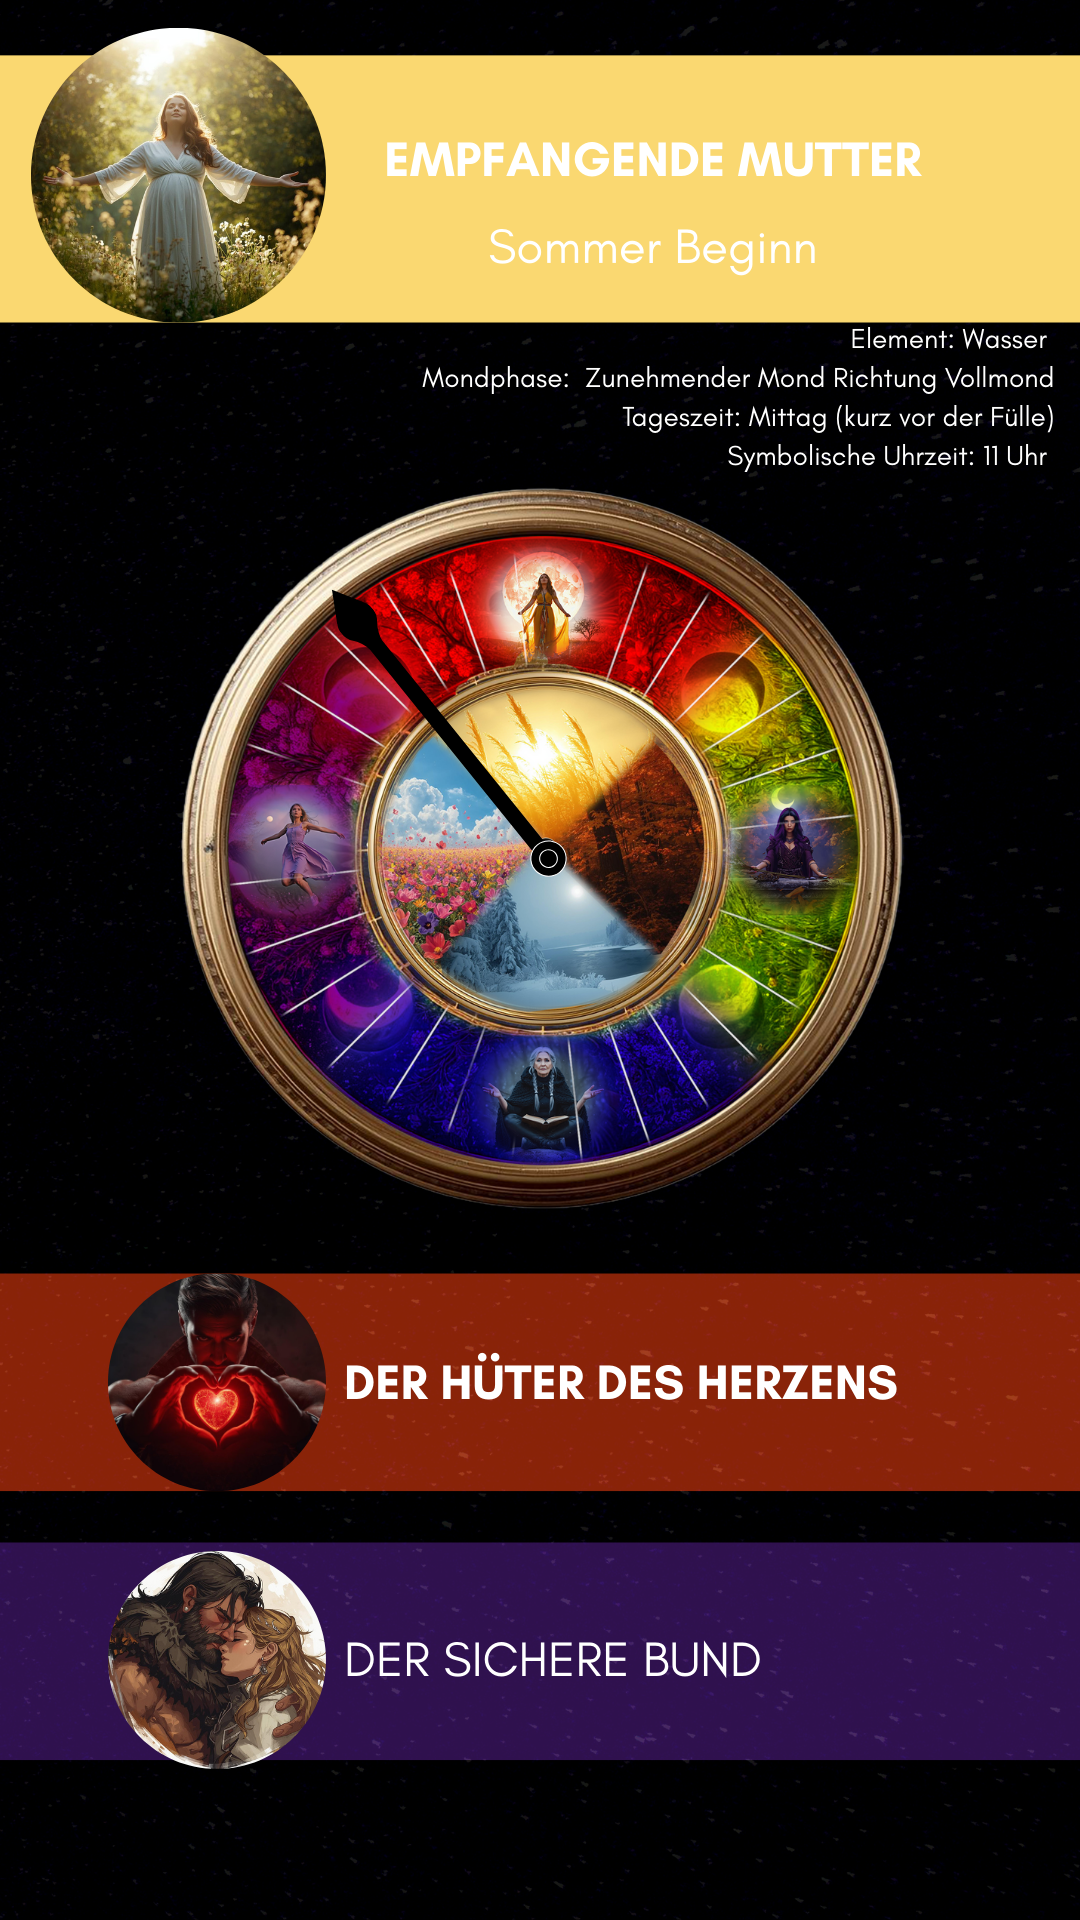 EMPFANGENDE MUTTER
Sommer Beginn
Element: Wasser
Mondphase: Zunehmender Mond Richtung Vollmond
Tageszeit: Mittag (kurz vor der Fülle)
Symbolische Uhrzeit: 11 Uhr
DER HÜTER DES HERZENS
DER SICHERE BUND